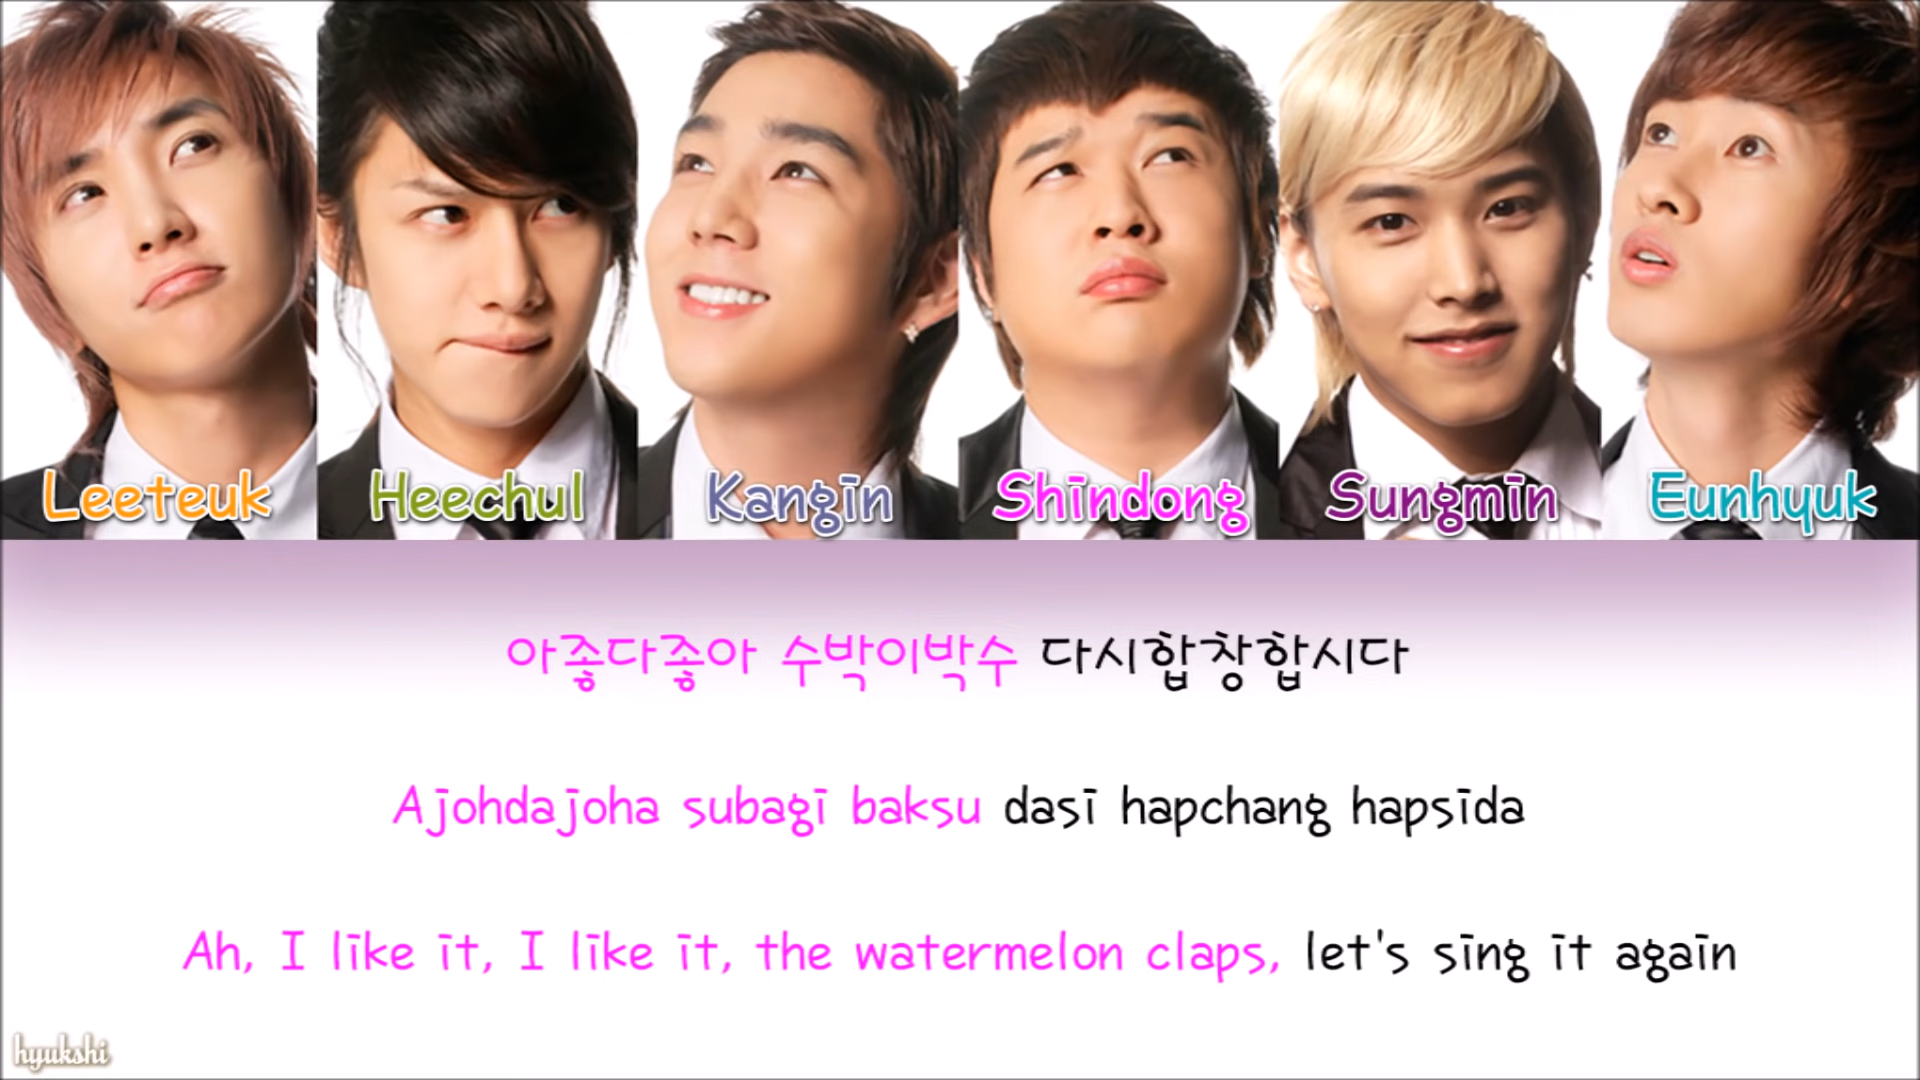 Leeteuk Heechul Kangin Shindong Sungmin Eunhyuk
아좋다좋아 수박이박수 다시합창합시다
Ajohdajoha subagi baksu dasi hapchang hapsida
Ah, I like it, I like it, the watermelon claps, let's sing it again
hyukshi